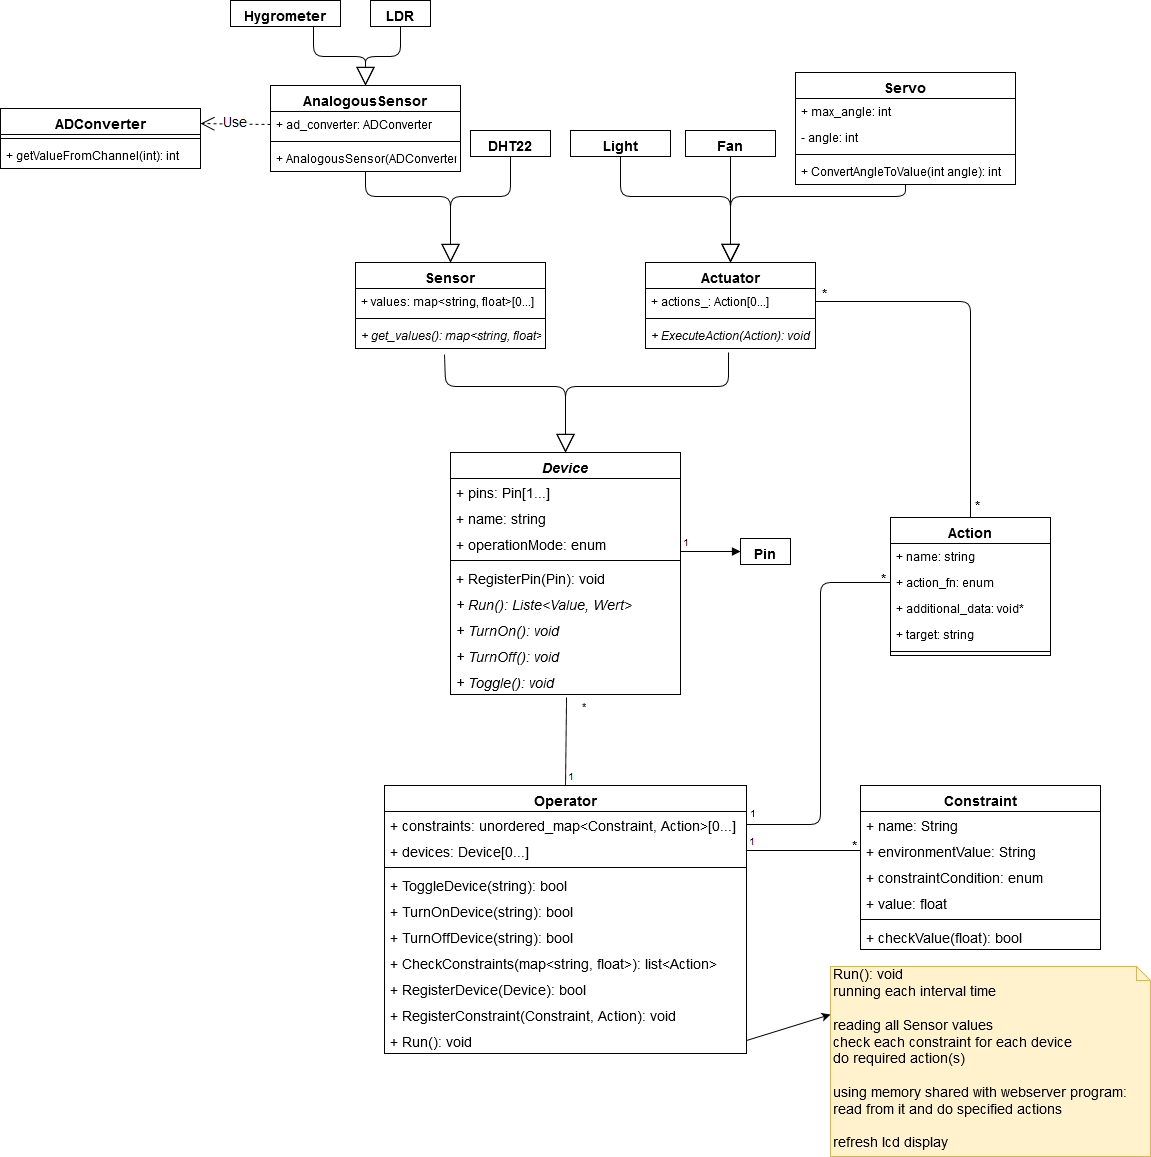 Hygrometer
LDR
AnalogousSensor
+ ad_converter: ADConverter
+ AnalogousSensor(ADConverter
Use
ADConverter
+ getValueFromChannel(int): int
DHT22
Light
Fan
Servo
+ max_angle: int
- angle: int
+ ConvertAngleToValue(int angle): int
Sensor
+ values: map<string, float>[0...]
+ get_values(): map<string, float>
Actuator
+ actions_: Action[0...]
+ ExecuteAction(Action): void
*
*
Device
+ pins: Pin[1...]
+ name: string
+ operationMode: enum
+ RegisterPin(Pin): void
+ Run(): Liste<Value, Wert>
+ TurnOn(): void
+ TurnOff(): void
+ Toggle(): void
1
Pin
Action
+ name: string
+ action_fn: enum
+ additional_data: void*
+ target: string
*
*
1
Operator
+ constraints: unordered_map<Constraint, Action>[0...]
+ devices: Device[0...]
+ ToggleDevice(string): bool
+ TurnOnDevice(string): bool
+ TurnOffDevice(string): bool
+ CheckConstraints(map<string, float>): list<Action>
+ RegisterDevice(Device): bool
+ RegisterConstraint(Constraint, Action): void
+ Run(): void
1
1
*
Constraint
+ name: String
+ environmentValue: String
+ constraintCondition: enum
+ value: float
+ checkValue(float): bool
Run(): void
running each interval time
reading all Sensor values
check each constraint for each device
do required action(s)
using memory shared with webserver program:
read from it and do specified actions
refresh lcd display